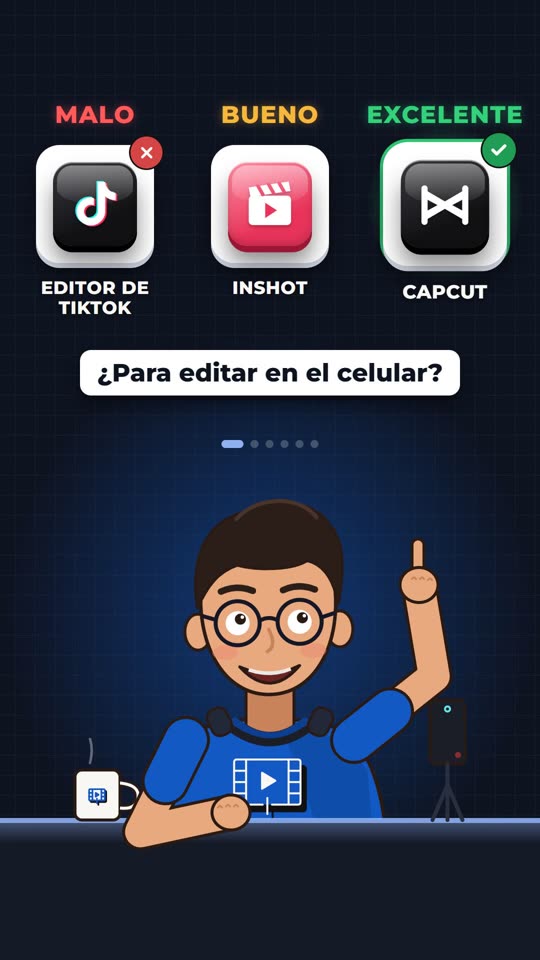 MALO
BUENO
EXCELENTE
EDITOR DE
TIKTOK
INSHOT
CAPCUT
¿Para editar en el celular?